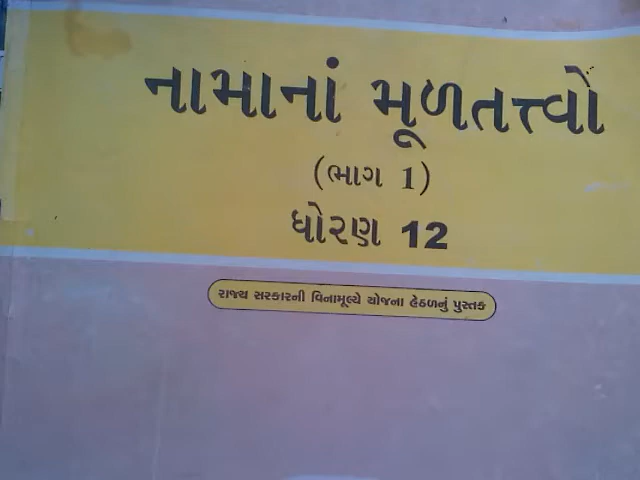 નામાનાં મૂળતત્ત્વો
(ભાગ 1)
ધોરણ 12
રાજ્ય સરકારની વિનામૂલ્યે યોજના હેઠળનું પુસ્તક